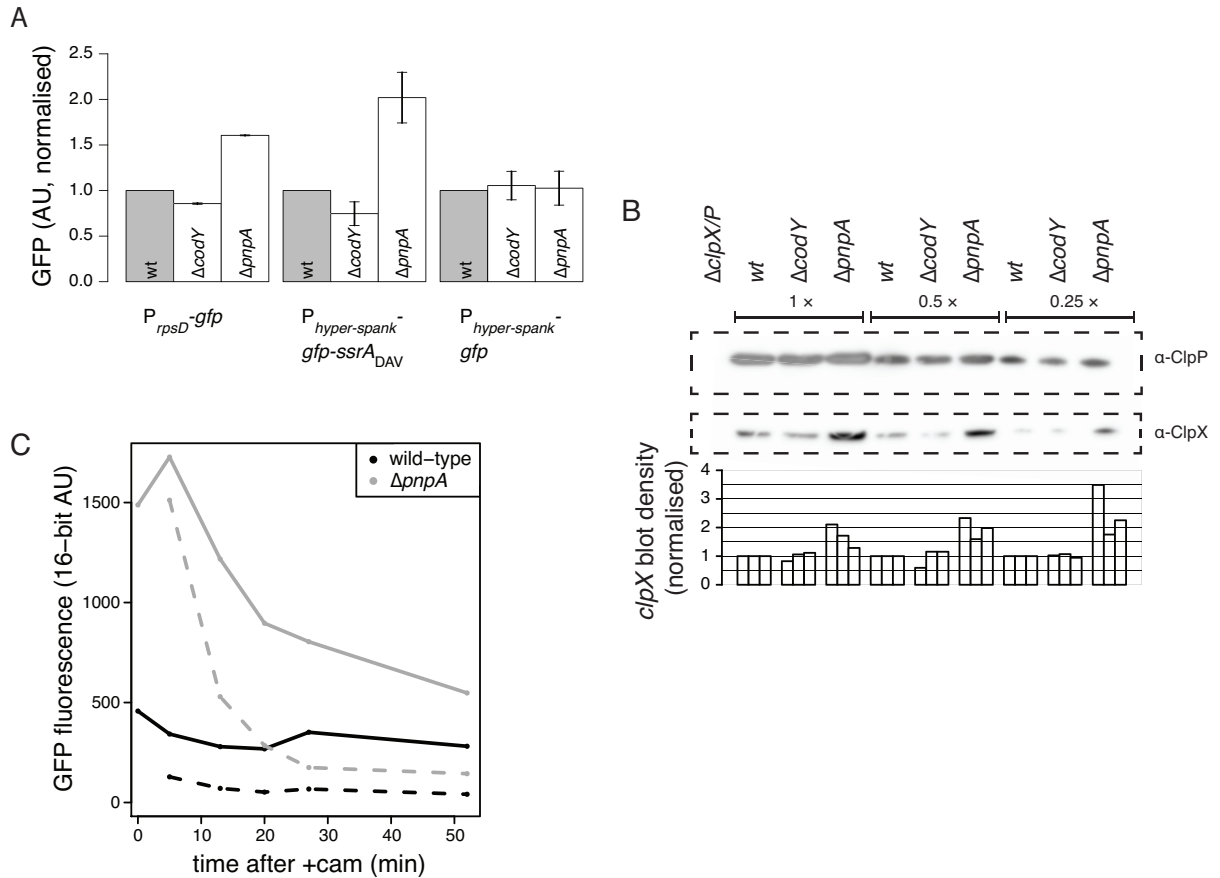 A
GFP (AU, normalised)
2.5
2.0
1.5
1.0
0.5
0.0
wt
ΔcodY
ΔpnpA
wt
ΔcodY
ΔpnpA
wt
ΔcodY
ΔpnpA
PrpsD-gfp
Phyper-spank-
gfp-ssrADAV
Phyper-spank-
gfp
B
ΔclpX/P
wt
ΔcodY
ΔpnpA
wt
ΔcodY
ΔpnpA
wt
ΔcodY
ΔpnpA
1 ×
0.5 ×
0.25 ×
α-ClpP
α-ClpX
clpX blot density
(normalised)
4
3
2
1
0
C
GFP fluorescence (16−bit AU)
1500
1000
500
0
wild−type
ΔpnpA
0 10 20 30 40 50
time after +cam (min)